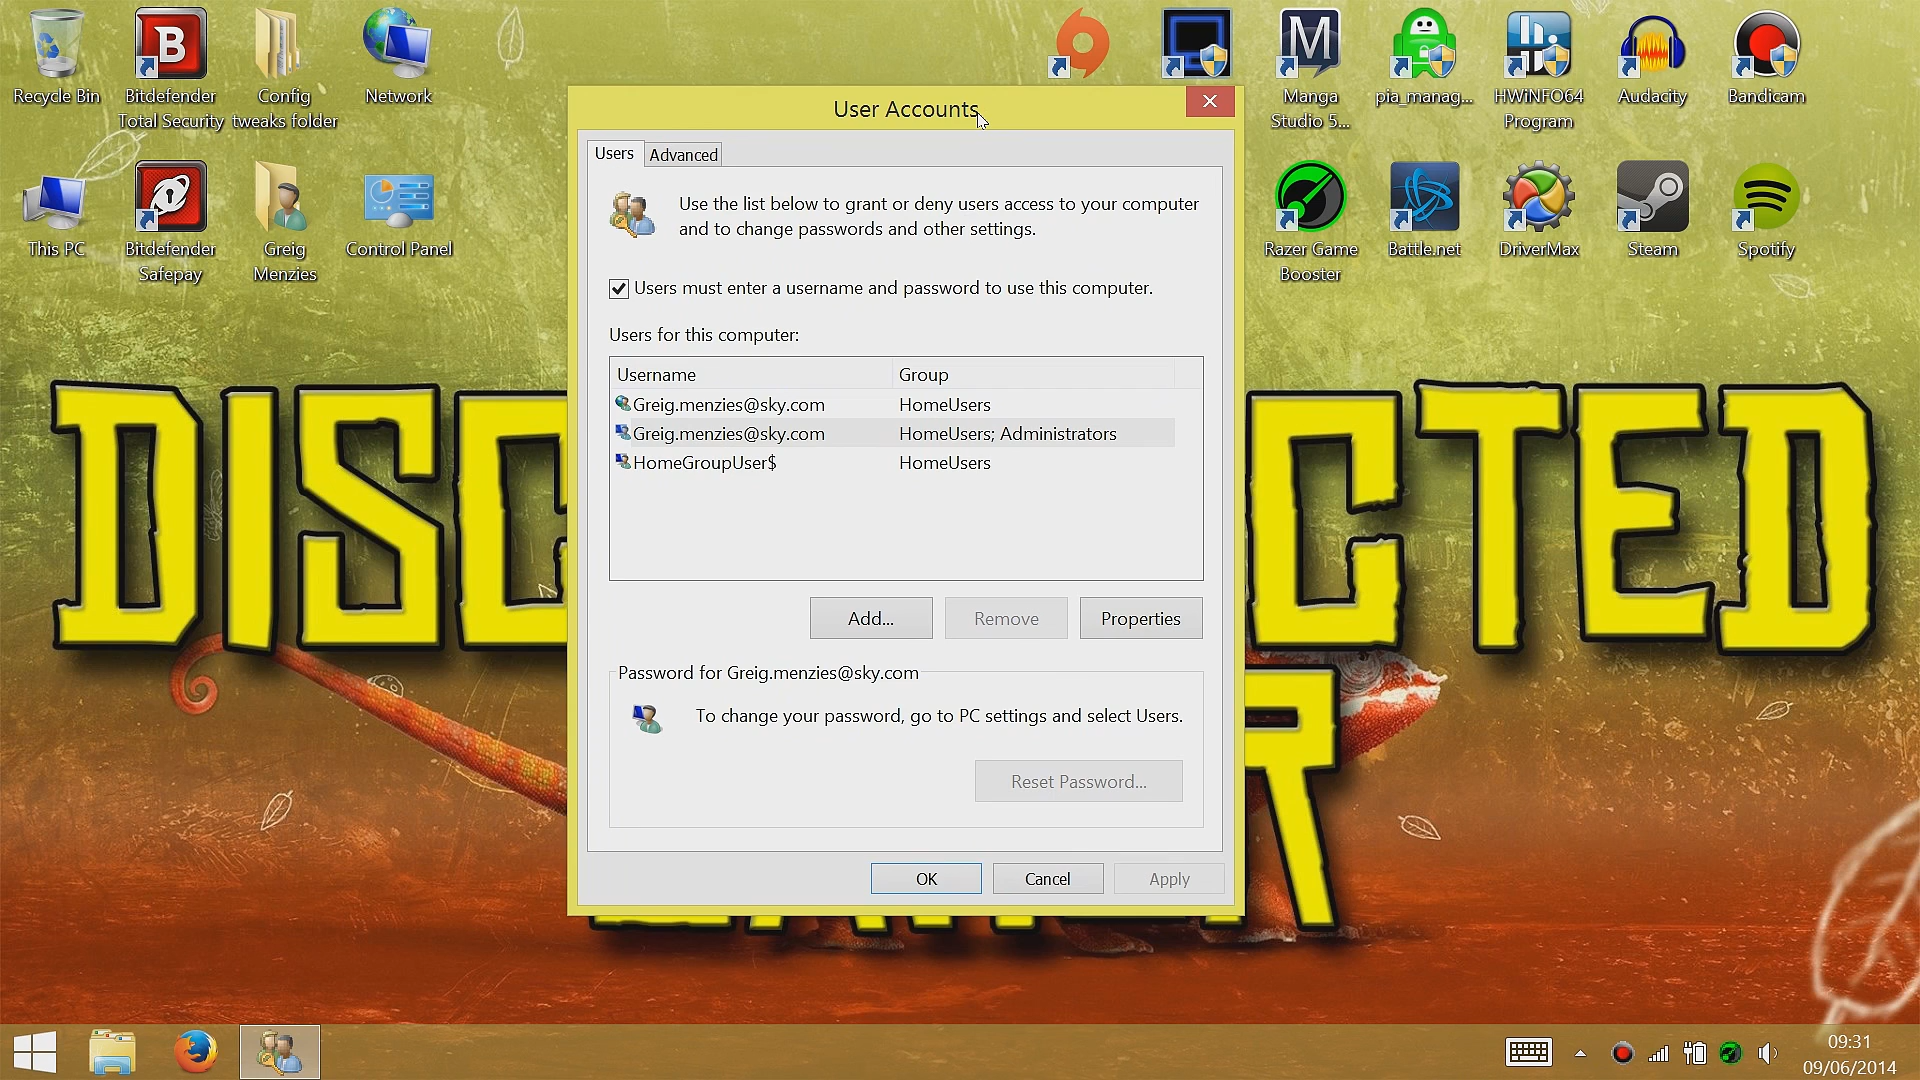 Recycle Bin
Bitdefender
Total Security
Config
tweaks folder
Network
Manga
Studio 5...
pia_manag...
HWiNFO64
Program
Audacity
Bandicam
This PC
Bitdefender
Safepay
Greig
Menzies
Control Panel
Razer Game
Booster
Battle.net
DriverMax
Steam
Spotify
User Accounts
Users
Advanced
Use the list below to grant or deny users access to your computer
and to change passwords and other settings.
Users must enter a username and password to use this computer.
Users for this computer:
Username Group
Greig.menzies@sky.com HomeUsers
Greig.menzies@sky.com HomeUsers; Administrators
HomeGroupUser$ HomeUsers
Add...
Remove
Properties
Password for Greig.menzies@sky.com
To change your password, go to PC settings and select Users.
Reset Password...
OK
Cancel
Apply
DISC CTED
R
09:31
09/06/2014